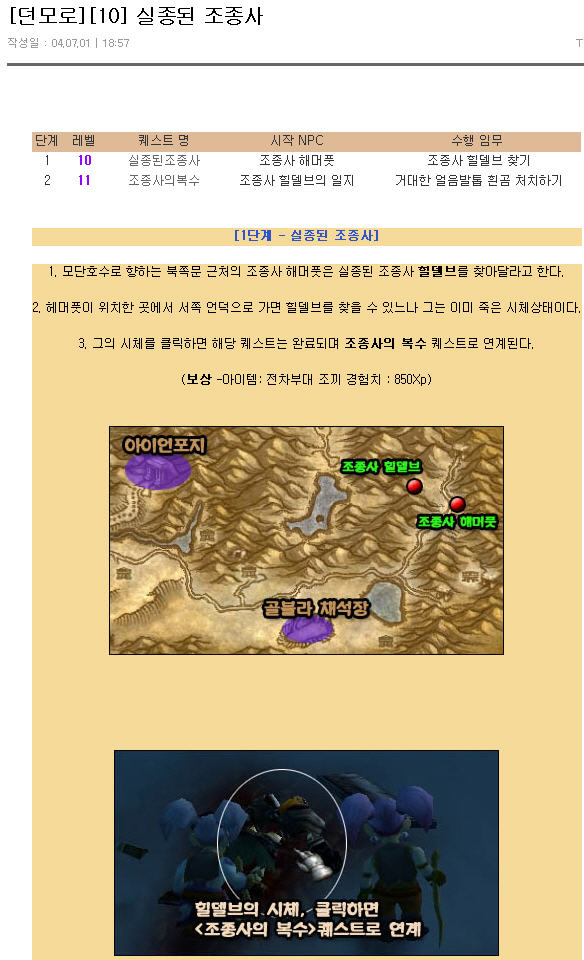 [던모로][10] 실종된 조종사
작성일 : 04.07.01 | 18:57 T
단계 레벨 퀘스트 명 시작 NPC 수행 임무
1 10 실종된조종사 조종사 해머풋 조종사 힐델브 찾기
2 11 조종사의복수 조종사 힐델브의 일지 거대한 얼음발톱 흰곰 처치하기
[1단계 - 실종된 조종사]
1. 모단호수로 향하는 북쪽문 근처의 조종사 해머풋은 실종된 조종사 힐델브를 찾아달라고 한다.
2. 헤머풋이 위치한 곳에서 서쪽 언덕으로 가면 힐델브를 찾을 수 있느나 그는 이미 죽은 시체상태이다.
3. 그의 시체를 클릭하면 해당 퀘스트는 완료되며 조종사의 복수 퀘스트로 연계된다.
(보상 -아이템: 전차부대 조끼 경험치 : 850Xp)
아이언포지
조종사 힐델브
조종사 해머풋
골볼라 채석장
힐델브의 시체, 클릭하면
<조종사의 복수>퀘스트로 연계